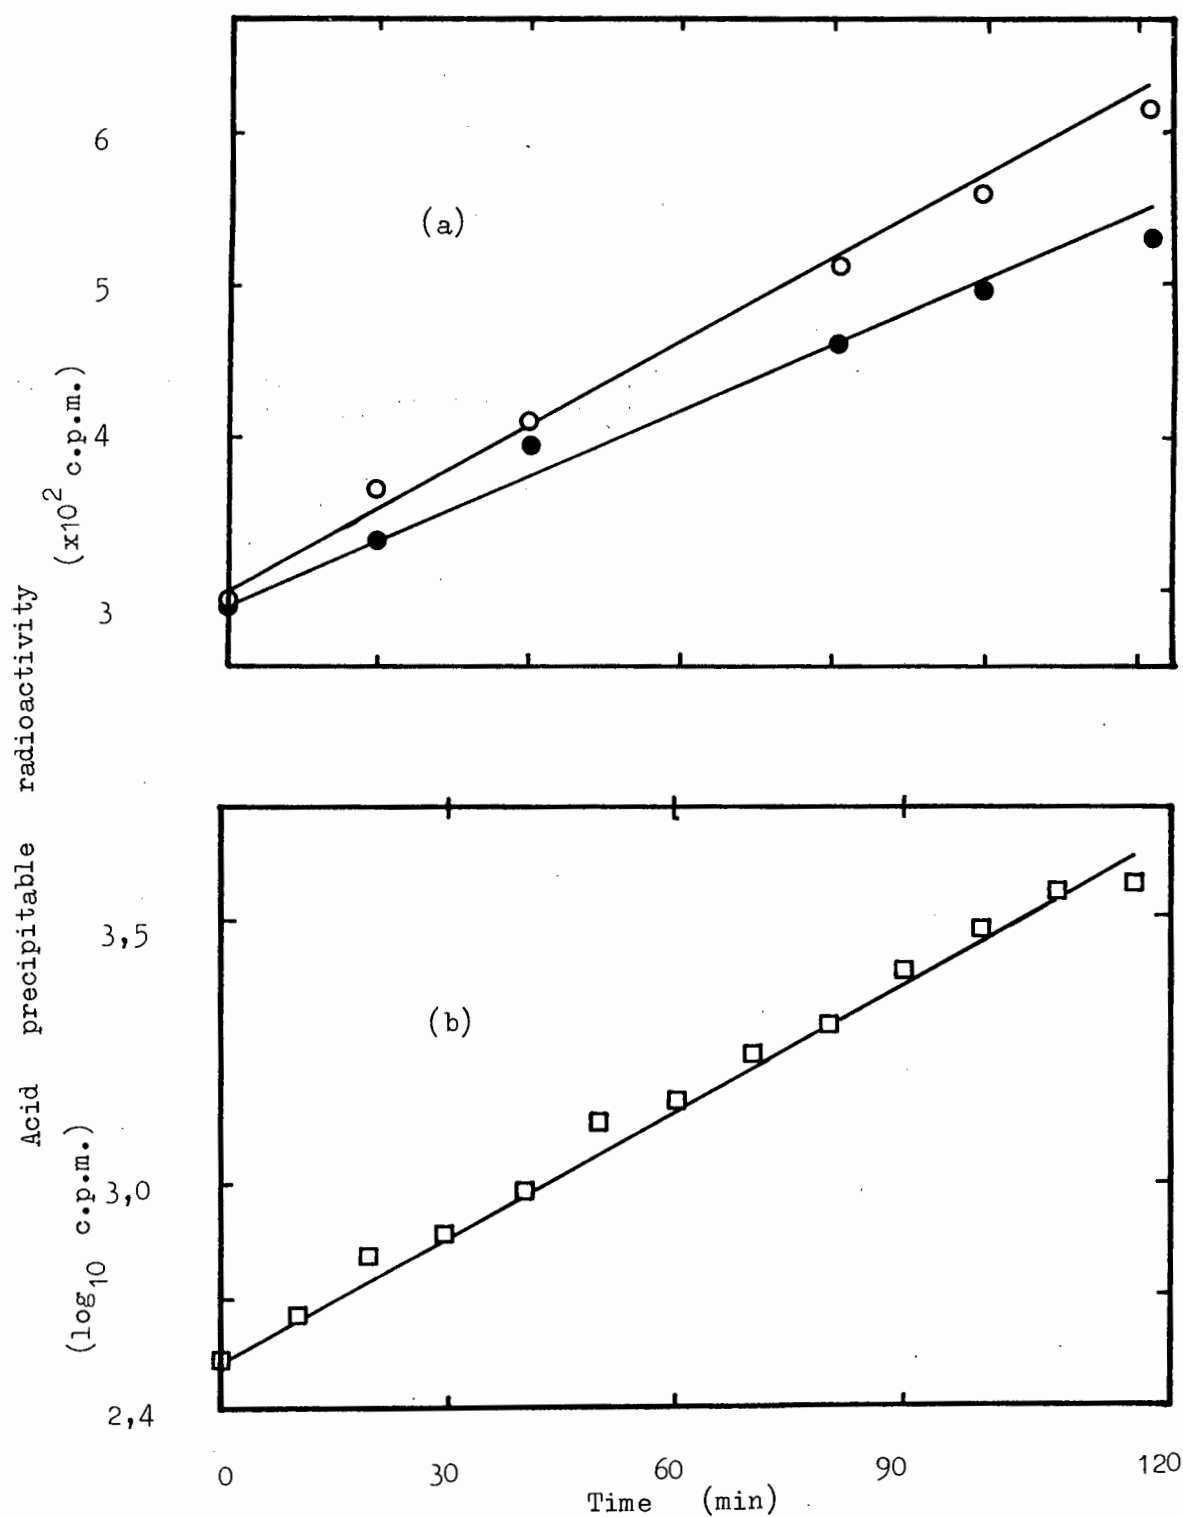 6
(a)
5
4
3
(x10² c.p.m.)
Acid precipitable radioactivity
3,5
(b)
3,0
(log₁₀ c.p.m.)
2,4
0 30 60 90 120
Time (min)